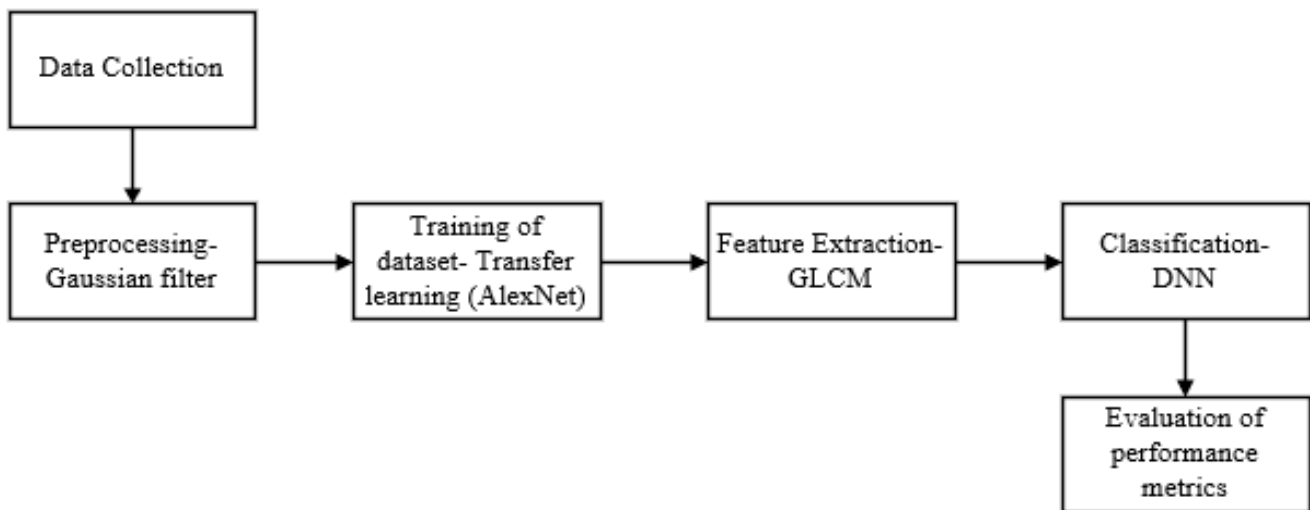 Data Collection
Preprocessing-
Gaussian filter
Training of
dataset- Transfer
learning (AlexNet)
Feature Extraction-
GLCM
Classification-
DNN
Evaluation of
performance
metrics